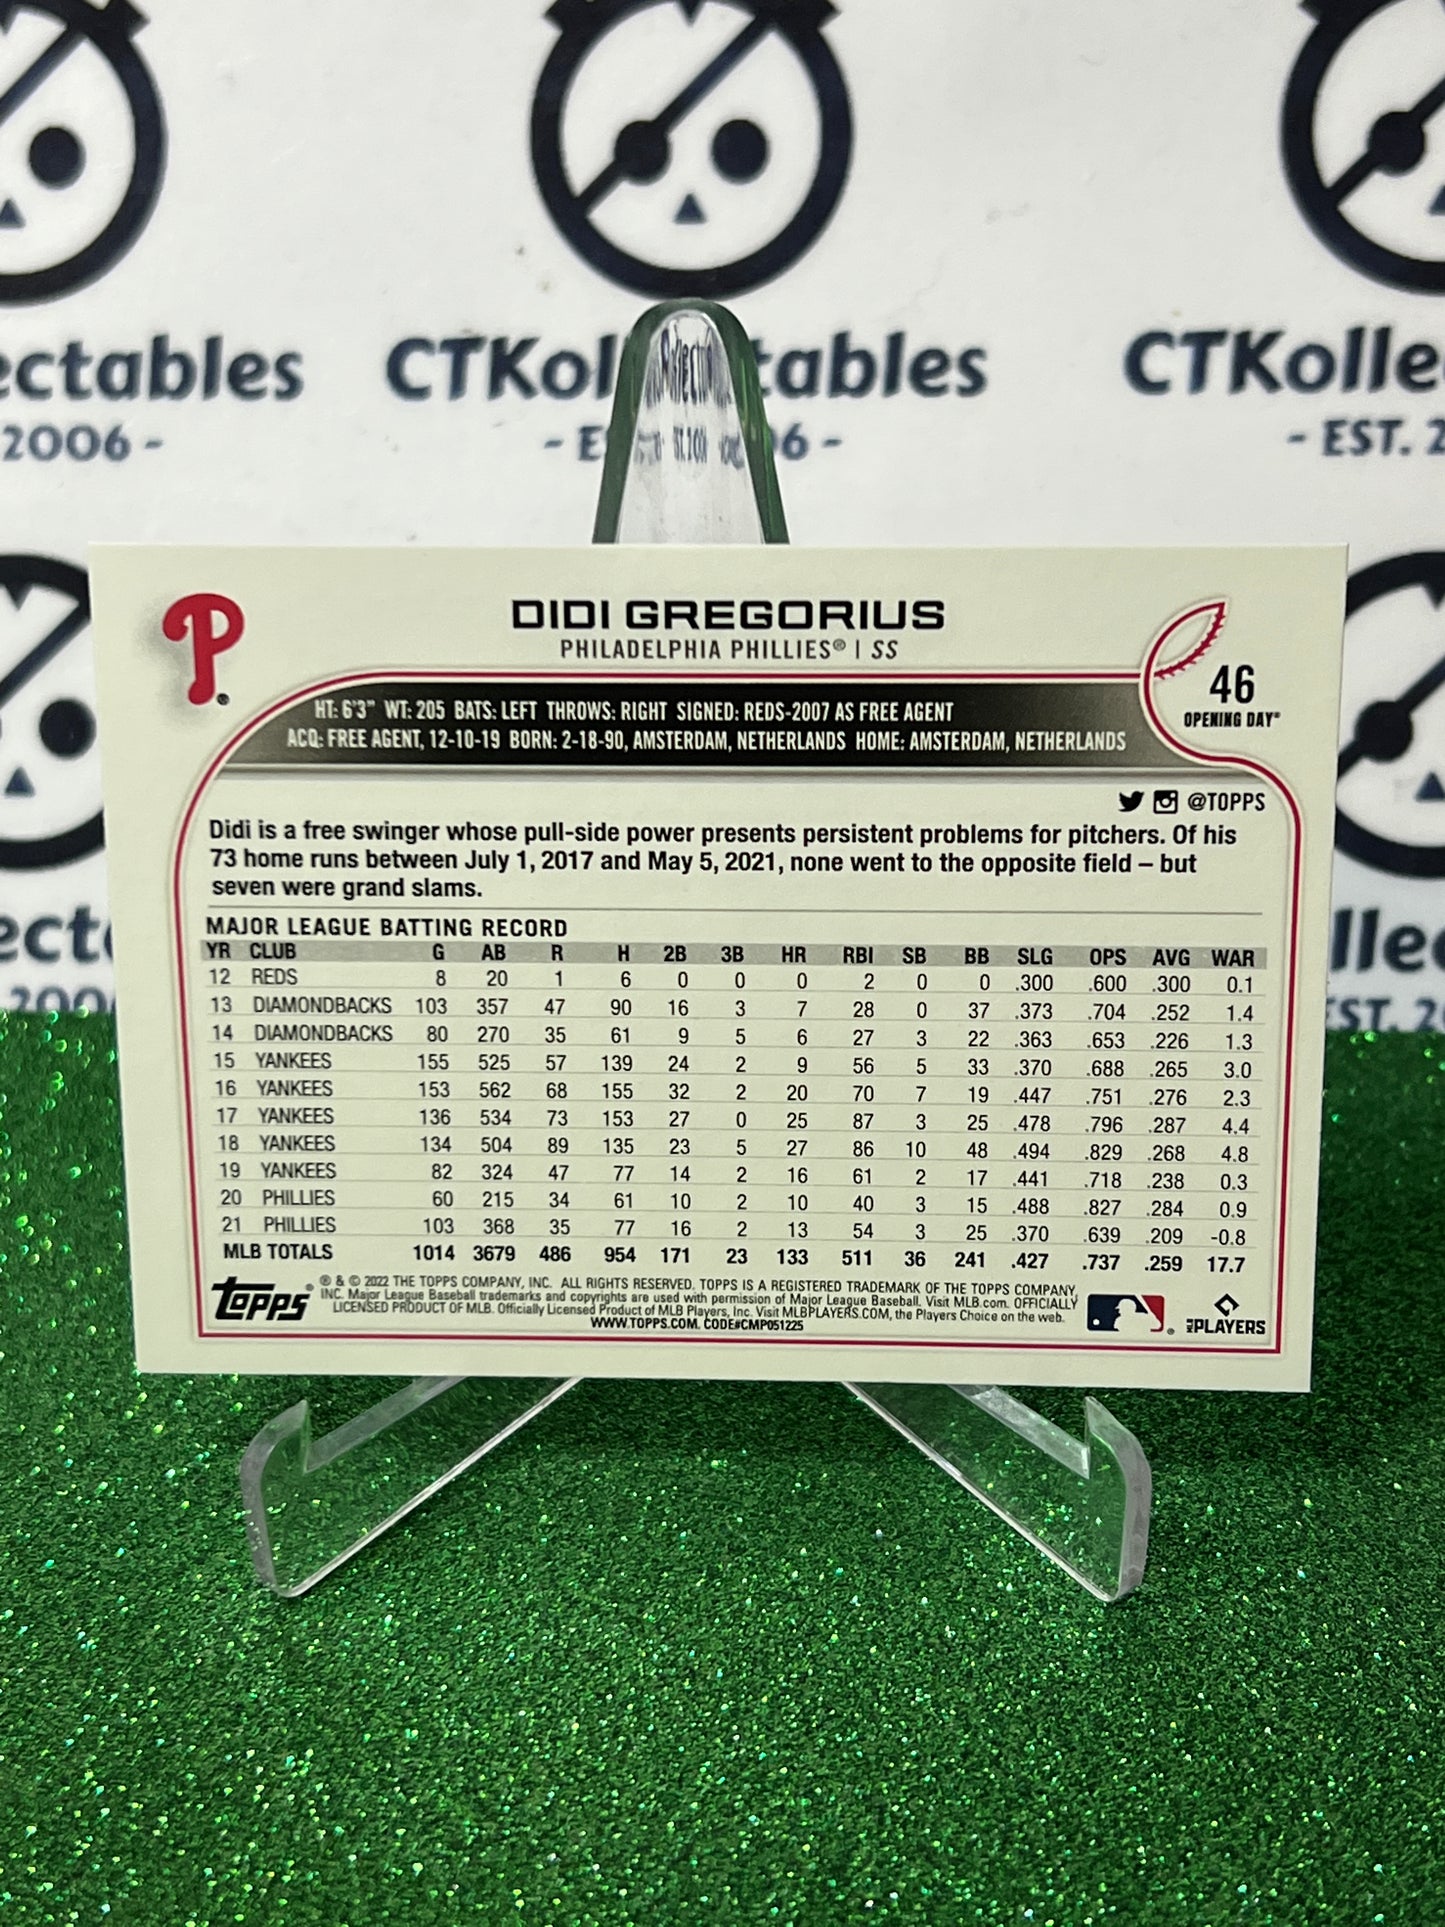 ectables
2006 -
CTKol tables
- E 6 -
CTKolle
- EST. 2
P®
DIDI GREGORIUS
PHILADELPHIA PHILLIES® | SS
46
OPENING DAY®
HT: 6'3" WT: 205 BATS: LEFT THROWS: RIGHT SIGNED: REDS-2007 AS FREE AGENT
ACQ: FREE AGENT, 12-10-19 BORN: 2-18-90, AMSTERDAM, NETHERLANDS HOME: AMSTERDAM, NETHERLANDS
@TOPPS
Didi is a free swinger whose pull-side power presents persistent problems for pitchers. Of his
73 home runs between July 1, 2017 and May 5, 2021, none went to the opposite field – but
seven were grand slams.
MAJOR LEAGUE BATTING RECORD
YR CLUB G AB R H 2B 3B HR RBI SB BB SLG OPS AVG WAR
12 REDS 8 20 1 6 0 0 0 2 0 0 .300 .600 .300 0.1
13 DIAMONDBACKS 103 357 47 90 16 3 7 28 0 37 .373 .704 .252 1.4
14 DIAMONDBACKS 80 270 35 61 9 5 6 27 3 22 .363 .653 .226 1.3
15 YANKEES 155 525 57 139 24 2 9 56 5 33 .370 .688 .265 3.0
16 YANKEES 153 562 68 155 32 2 20 70 7 19 .447 .751 .276 2.3
17 YANKEES 136 534 73 153 27 0 25 87 3 25 .478 .796 .287 4.4
18 YANKEES 134 504 89 135 23 5 27 86 10 48 .494 .829 .268 4.8
19 YANKEES 82 324 47 77 14 2 16 61 2 17 .441 .718 .238 0.3
20 PHILLIES 60 215 34 61 10 2 10 40 3 15 .488 .827 .284 0.9
21 PHILLIES 103 368 35 77 16 2 13 54 3 25 .370 .639 .209 -0.8
MLB TOTALS 1014 3679 486 954 171 23 133 511 36 241 .427 .737 .259 17.7
Topps®
® & © 2022 THE TOPPS COMPANY, INC. ALL RIGHTS RESERVED. TOPPS IS A REGISTERED TRADEMARK OF THE TOPPS COMPANY,
INC. Major League Baseball trademarks and copyrights are used with permission of Major League Baseball. Visit MLB.com. OFFICIALLY
LICENSED PRODUCT OF MLB. Officially Licensed Product of MLB Players, Inc. Visit MLBPLAYERS.COM, the Players Choice on the web.
WWW.TOPPS.COM. CODE#CMP051225
MLB PLAYERS
ect
200
lle
ST. 2